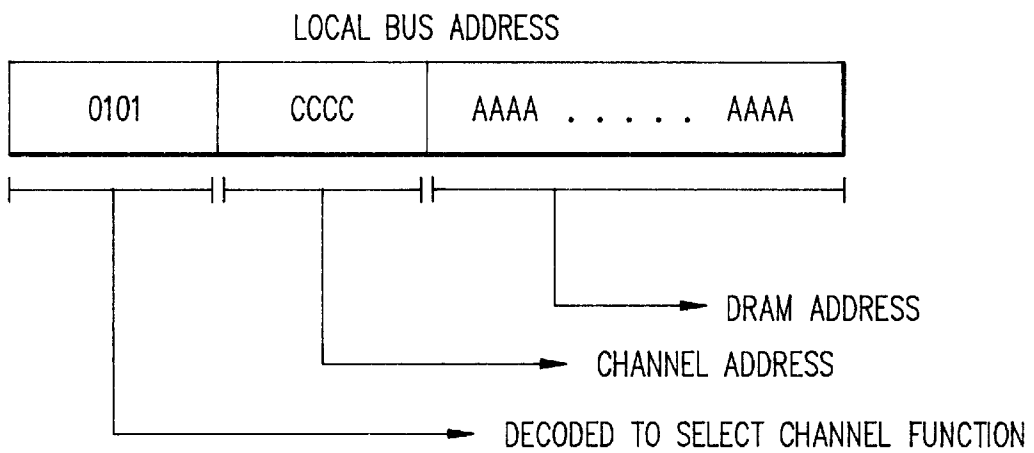 LOCAL BUS ADDRESS
0101 CCCC AAAA . . . . . AAAA
DRAM ADDRESS
CHANNEL ADDRESS
DECODED TO SELECT CHANNEL FUNCTION